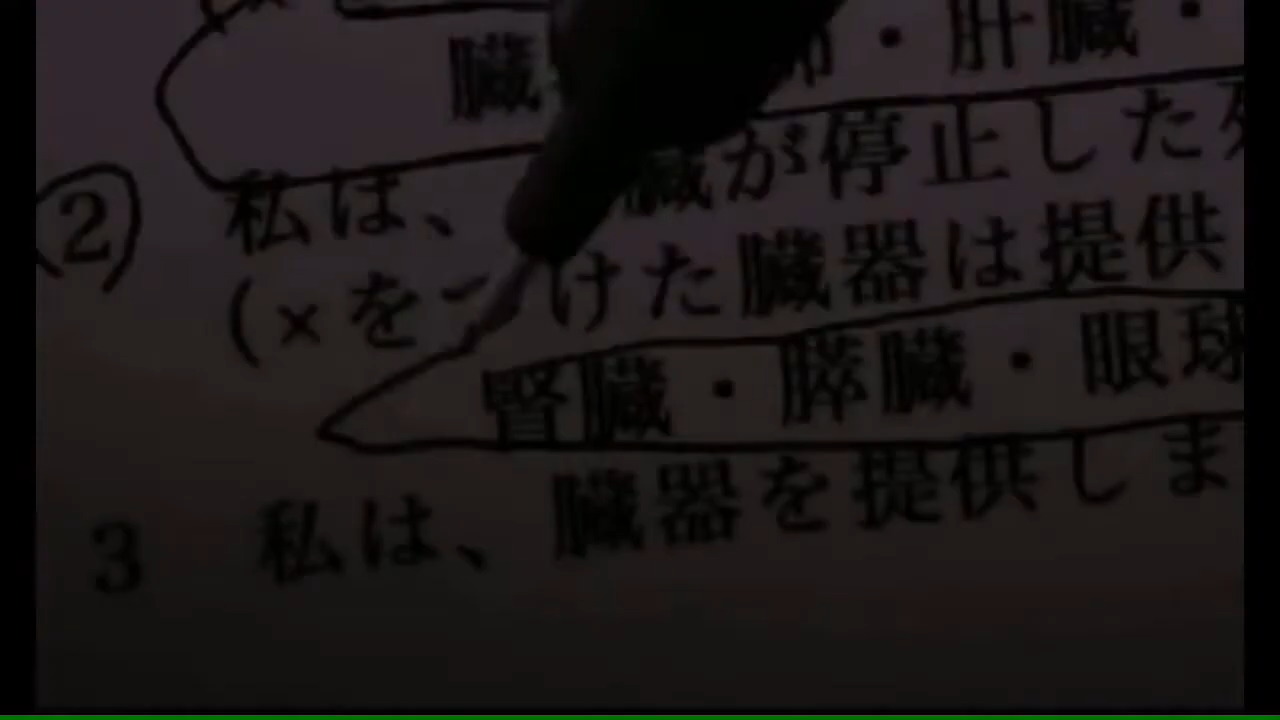 臓 ・肝臓・
② 私は、 臓が停止した
(×を つけた臓器は提供
腎臓・膵臓・眼球
3 私は、臓器を提供しま